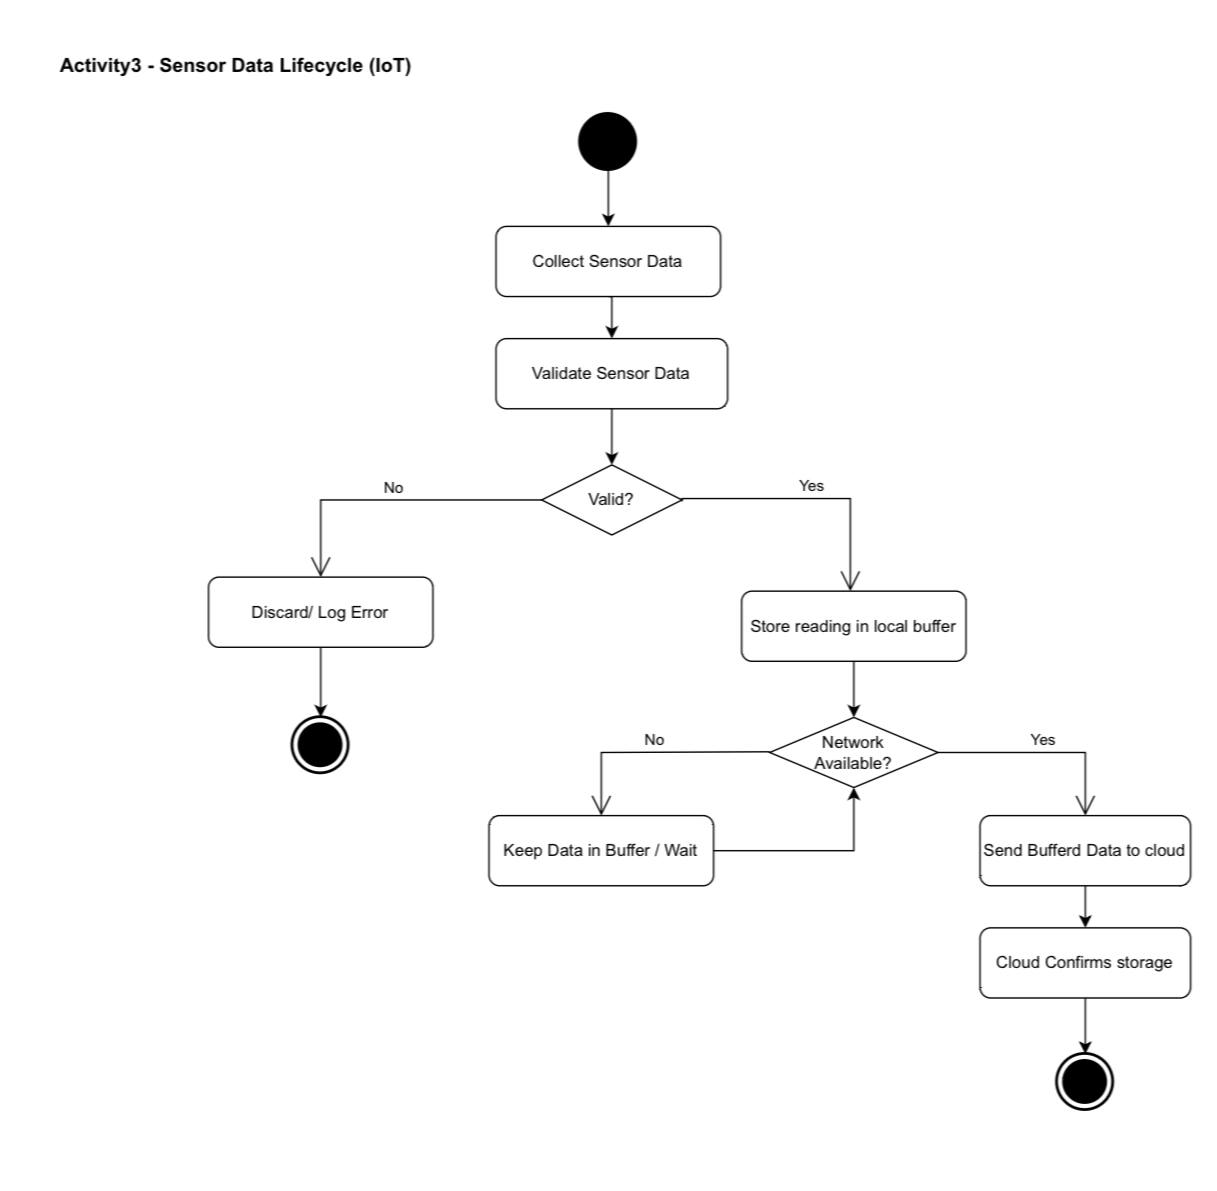 Activity3 - Sensor Data Lifecycle (IoT)
Collect Sensor Data
Validate Sensor Data
Valid?
No
Yes
Discard/ Log Error
Store reading in local buffer
Network
Available?
No
Yes
Keep Data in Buffer / Wait
Send Bufferd Data to cloud
Cloud Confirms storage